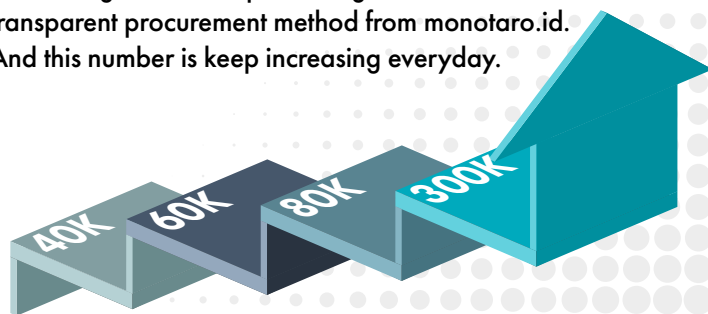 transparent procurement method from monotaro.id.
And this number is keep increasing everyday.
40K
60K
80K
300K